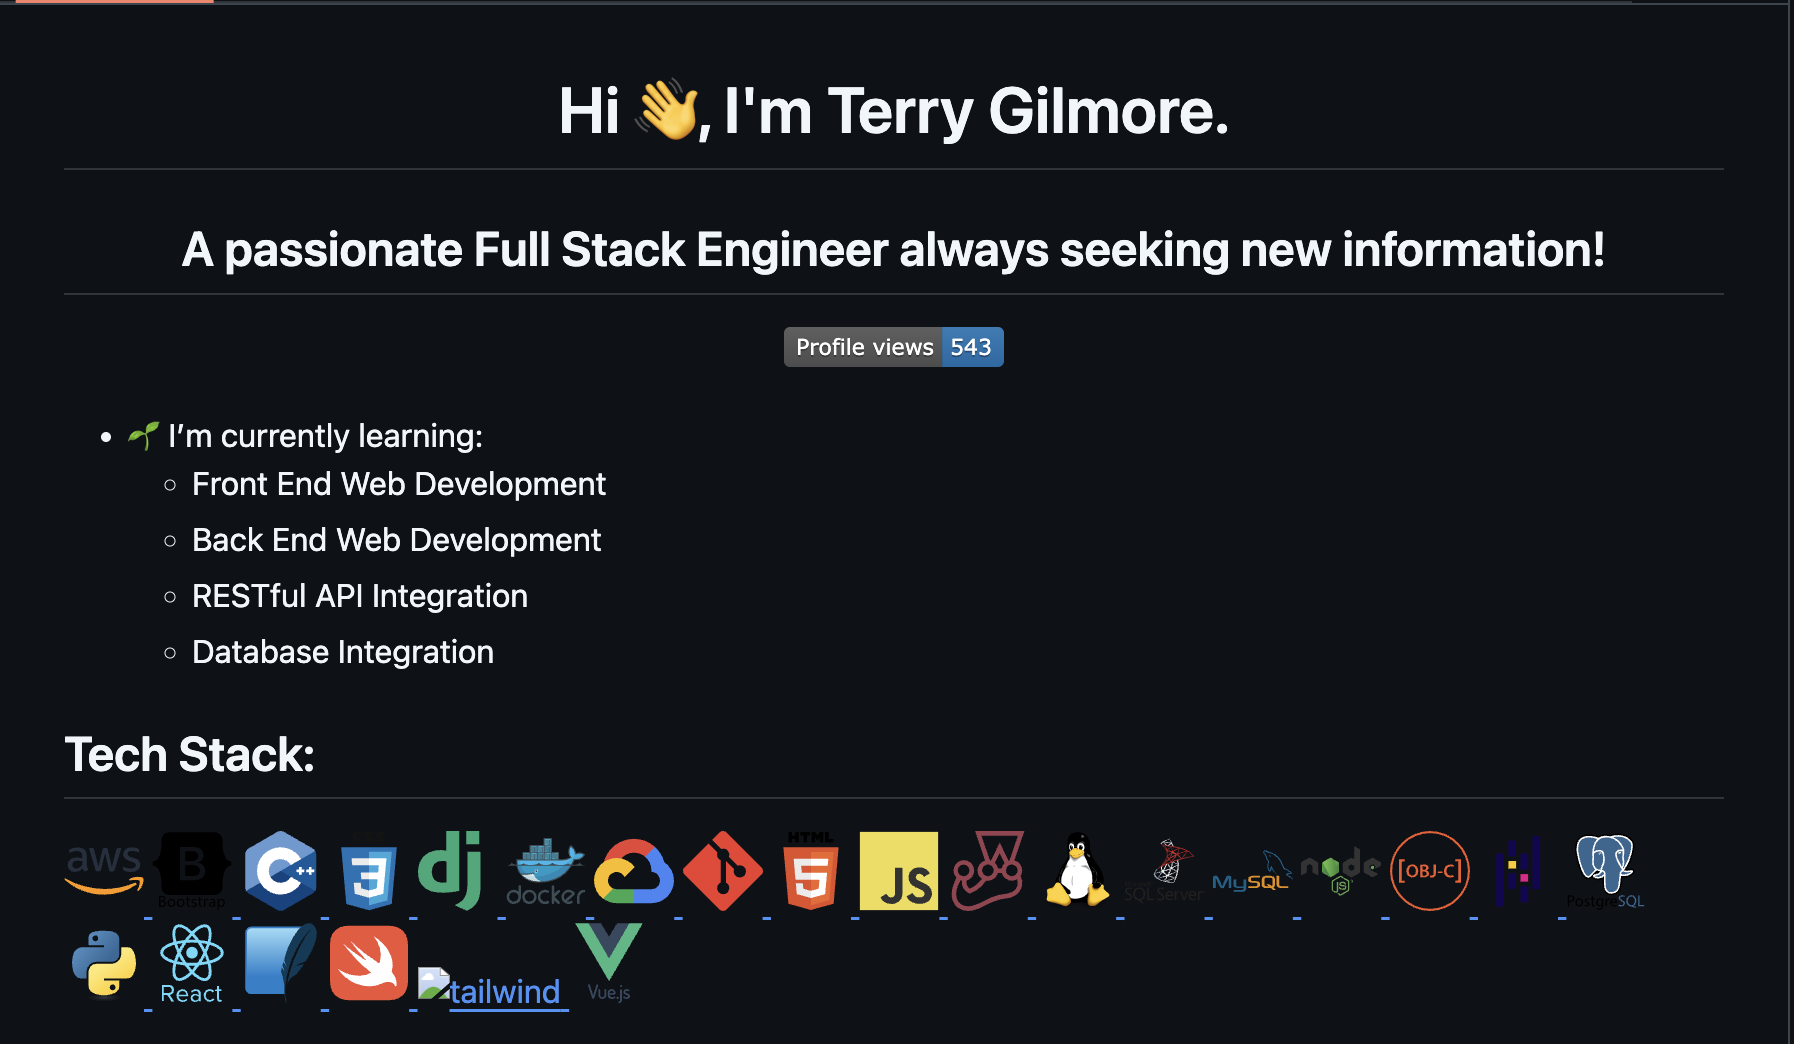 Hi 👋, I'm Terry Gilmore.
A passionate Full Stack Engineer always seeking new information!
Profile views 543
I’m currently learning:
Front End Web Development
Back End Web Development
RESTful API Integration
Database Integration
Tech Stack:
aws
B
Bootstrap
C++
3
dj
docker
HTML
5
JS
SQL Server
MySQL
node
JS
[OBJ-C]
PostgreSQL
React
tailwind
Vue.js